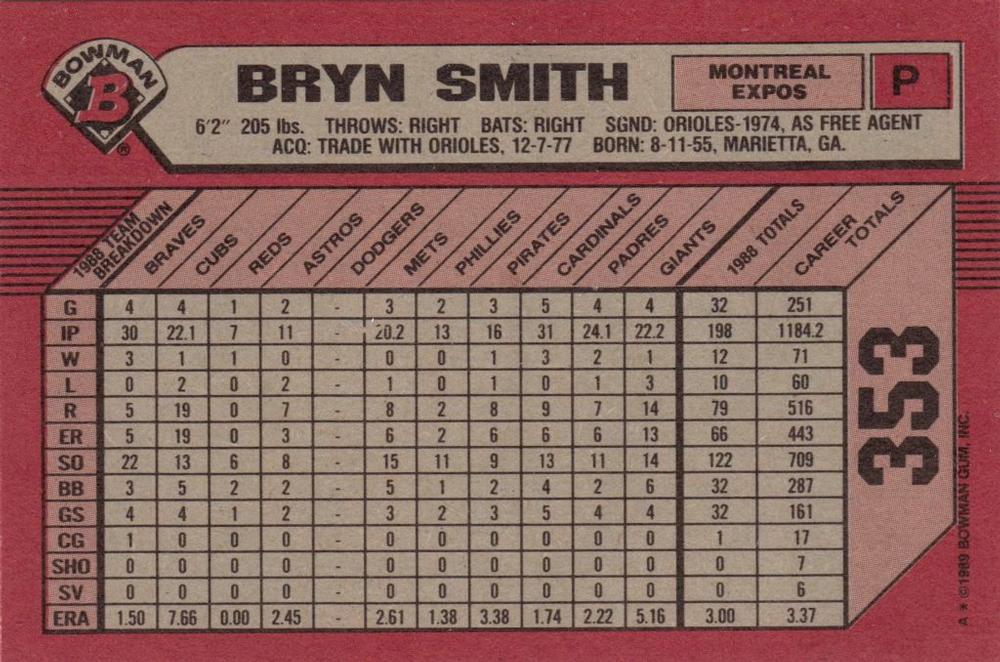 BOWMAN
B
®
BRYN SMITH
MONTREAL
EXPOS
P
6'2" 205 lbs. THROWS: RIGHT BATS: RIGHT SGND: ORIOLES-1974, AS FREE AGENT
ACQ: TRADE WITH ORIOLES, 12-7-77 BORN: 8-11-55, MARIETTA, GA.
1988 TEAM
BREAKDOWN
BRAVES
CUBS
REDS
ASTROS
DODGERS
METS
PHILLIES
PIRATES
CARDINALS
PADRES
GIANTS
1988 TOTALS
CAREER
TOTALS
G 4 4 1 2 - 3 2 3 5 4 4 32 251
IP 30 22.1 7 11 - 20.2 13 16 31 24.1 22.2 198 1184.2
W 3 1 1 0 - 0 0 1 3 2 1 12 71
L 0 2 0 2 - 1 0 1 0 1 3 10 60
R 5 19 0 7 - 8 2 8 9 7 14 79 516
ER 5 19 0 3 - 6 2 6 6 6 13 66 443
SO 22 13 6 8 - 15 11 9 13 11 14 122 709
BB 3 5 2 2 - 5 1 2 4 2 6 32 287
GS 4 4 1 2 - 3 2 3 5 4 4 32 161
CG 1 0 0 0 - 0 0 0 0 0 0 1 17
SHO 0 0 0 0 - 0 0 0 0 0 0 0 7
SV 0 0 0 0 - 0 0 0 0 0 0 0 6
ERA 1.50 7.66 0.00 2.45 - 2.61 1.38 3.38 1.74 2.22 5.16 3.00 3.37
353
A * ©1989 BOWMAN GUM, INC.